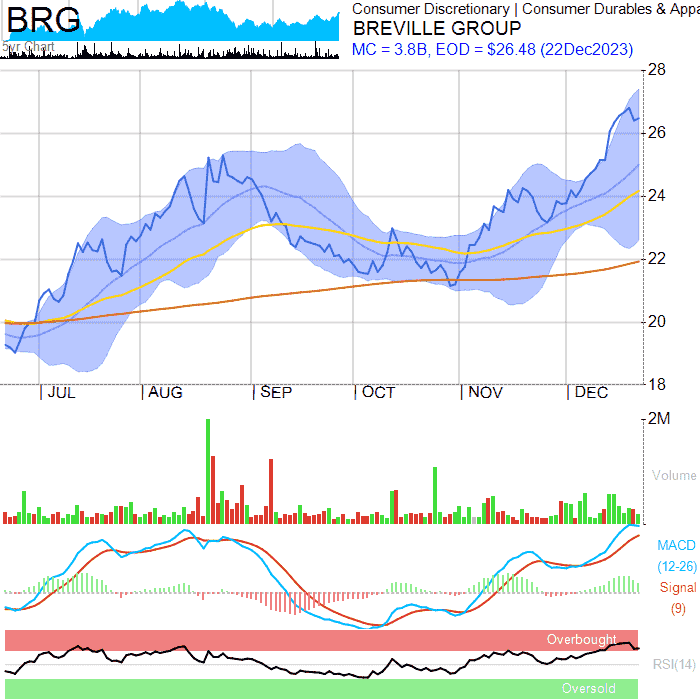 BRG
5yr Chart
Consumer Discretionary | Consumer Durables & Appa
BREVILLE GROUP
MC = 3.8B, EOD = $26.48 (22Dec2023)
28
26
24
22
20
18
| JUL | AUG | SEP | OCT | NOV | DEC
2M
Volume
MACD
(12-26)
Signal
(9)
Overbought
RSI(14)
Oversold